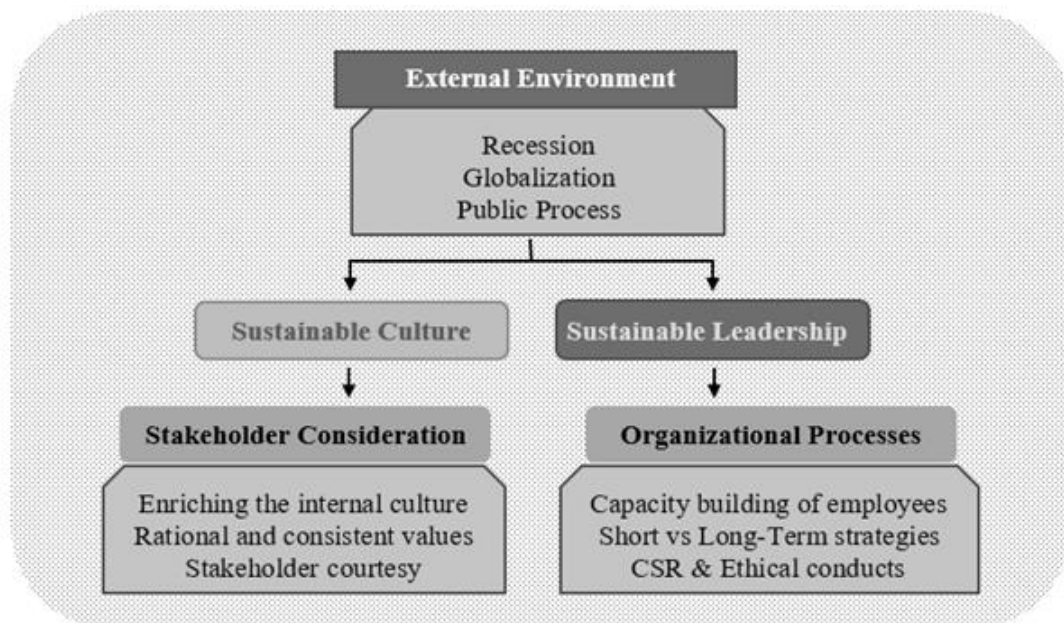 External Environment
Recession
Globalization
Public Process
Sustainable Culture
Sustainable Leadership
Stakeholder Consideration
Organizational Processes
Enriching the internal culture
Rational and consistent values
Stakeholder courtesy
Capacity building of employees
Short vs Long-Term strategies
CSR & Ethical conducts